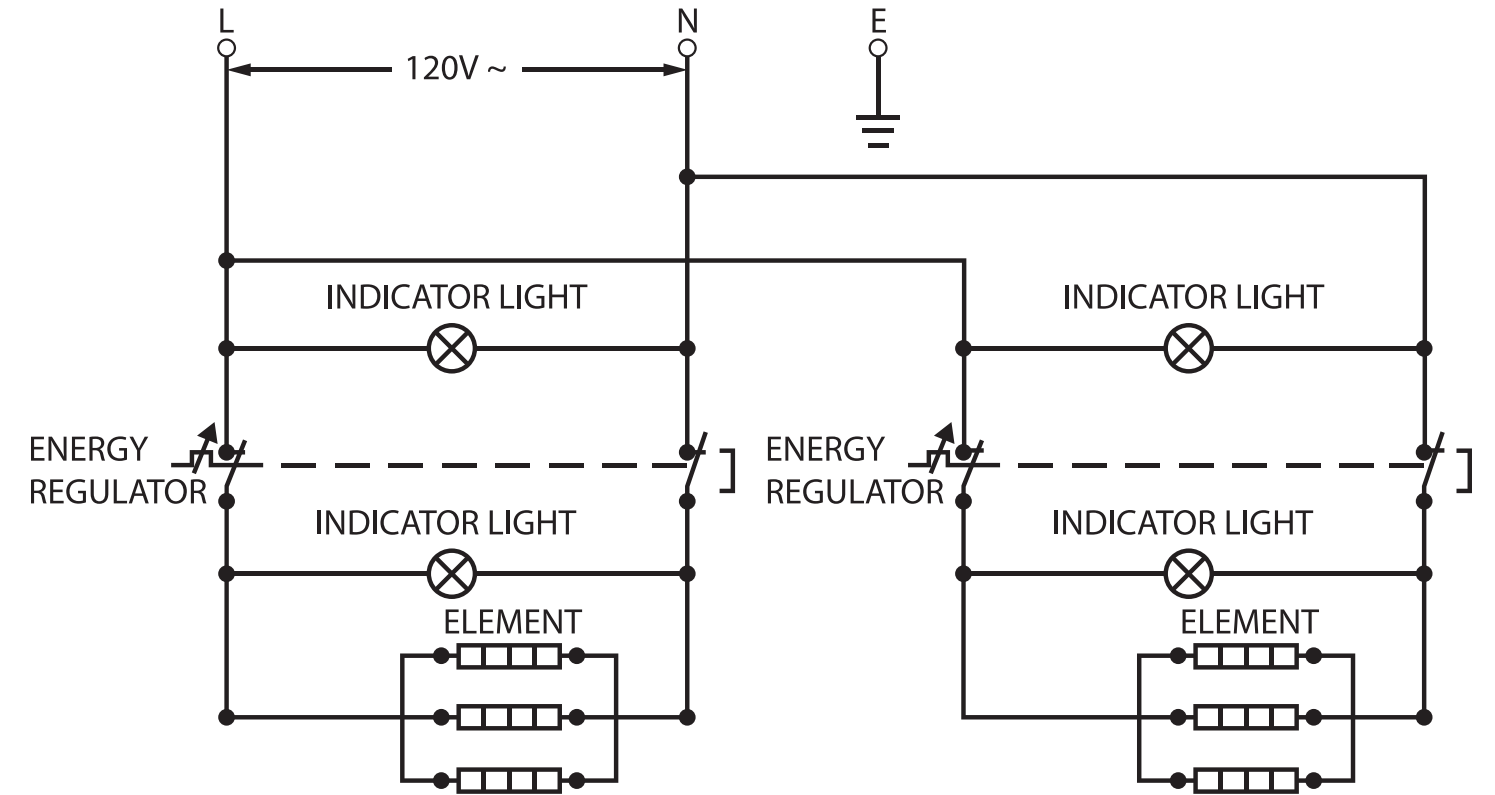 L N E
120V ~
INDICATOR LIGHT INDICATOR LIGHT
ENERGY ENERGY
REGULATOR REGULATOR
INDICATOR LIGHT INDICATOR LIGHT
ELEMENT ELEMENT